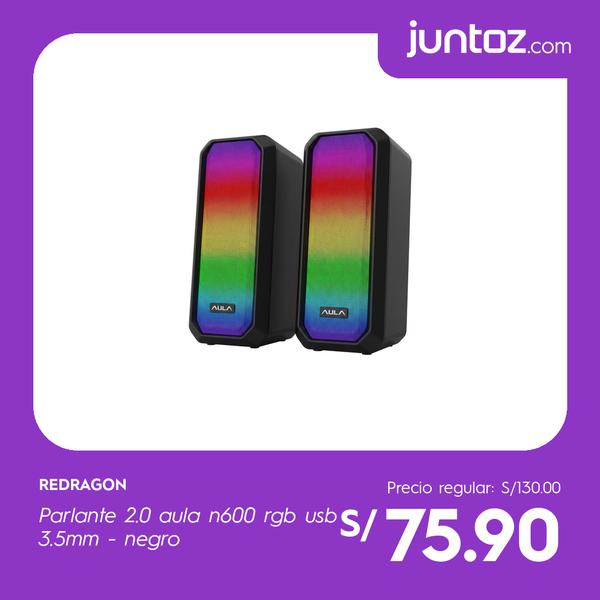 juntoz.com
AULA
AULA
REDRAGON
Parlante 2.0 aula n600 rgb usb
3.5mm - negro
Precio regular: S/130.00
S/75.90